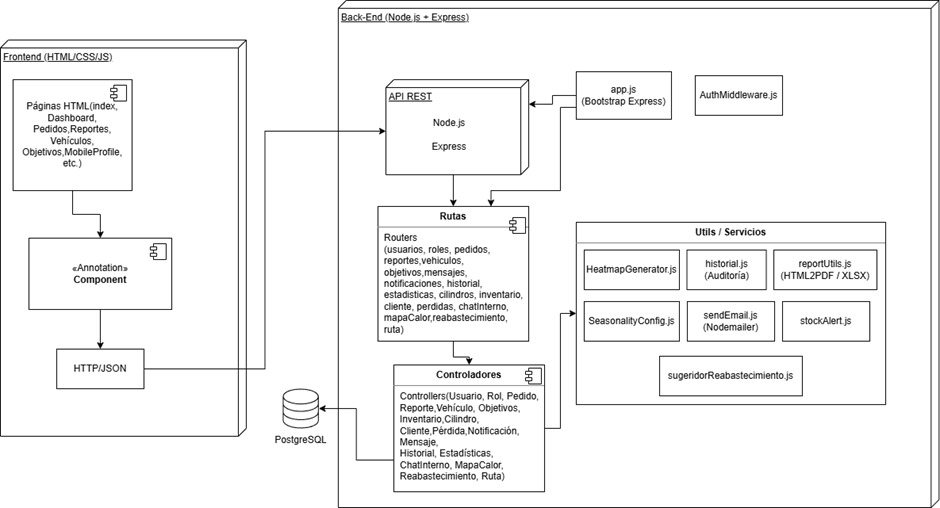 Frontend (HTML/CSS/JS)
Páginas HTML(index,
Dashboard,
Pedidos,Reportes,
Vehículos,
Objetivos,MobileProfile,
etc.)
«Annotation»
Component
HTTP/JSON
Back-End (Node.js + Express)
API REST
Node.js
Express
app.js
(Bootstrap Express)
AuthMiddleware.js
Rutas
Routers
(usuarios, roles, pedidos,
reportes,vehiculos,
objetivos,mensajes,
notificaciones, historial,
estadisticas, cilindros, inventario,
cliente, perdidas, chatInterno,
mapaCalor,reabastecimiento,
ruta)
Controladores
Controllers(Usuario, Rol, Pedido,
Reporte,Vehículo, Objetivos,
Inventario,Cilindro,
Cliente,Pérdida,Notificación,
Mensaje,
Historial, Estadísticas,
ChatInterno, MapaCalor,
Reabastecimiento, Ruta)
PostgreSQL
Utils / Servicios
HeatmapGenerator.js
historial.js
(Auditoría)
reportUtils.js
(HTML2PDF / XLSX)
SeasonalityConfig.js
sendEmail.js
(Nodemailer)
stockAlert.js
sugeridorReabastecimiento.js